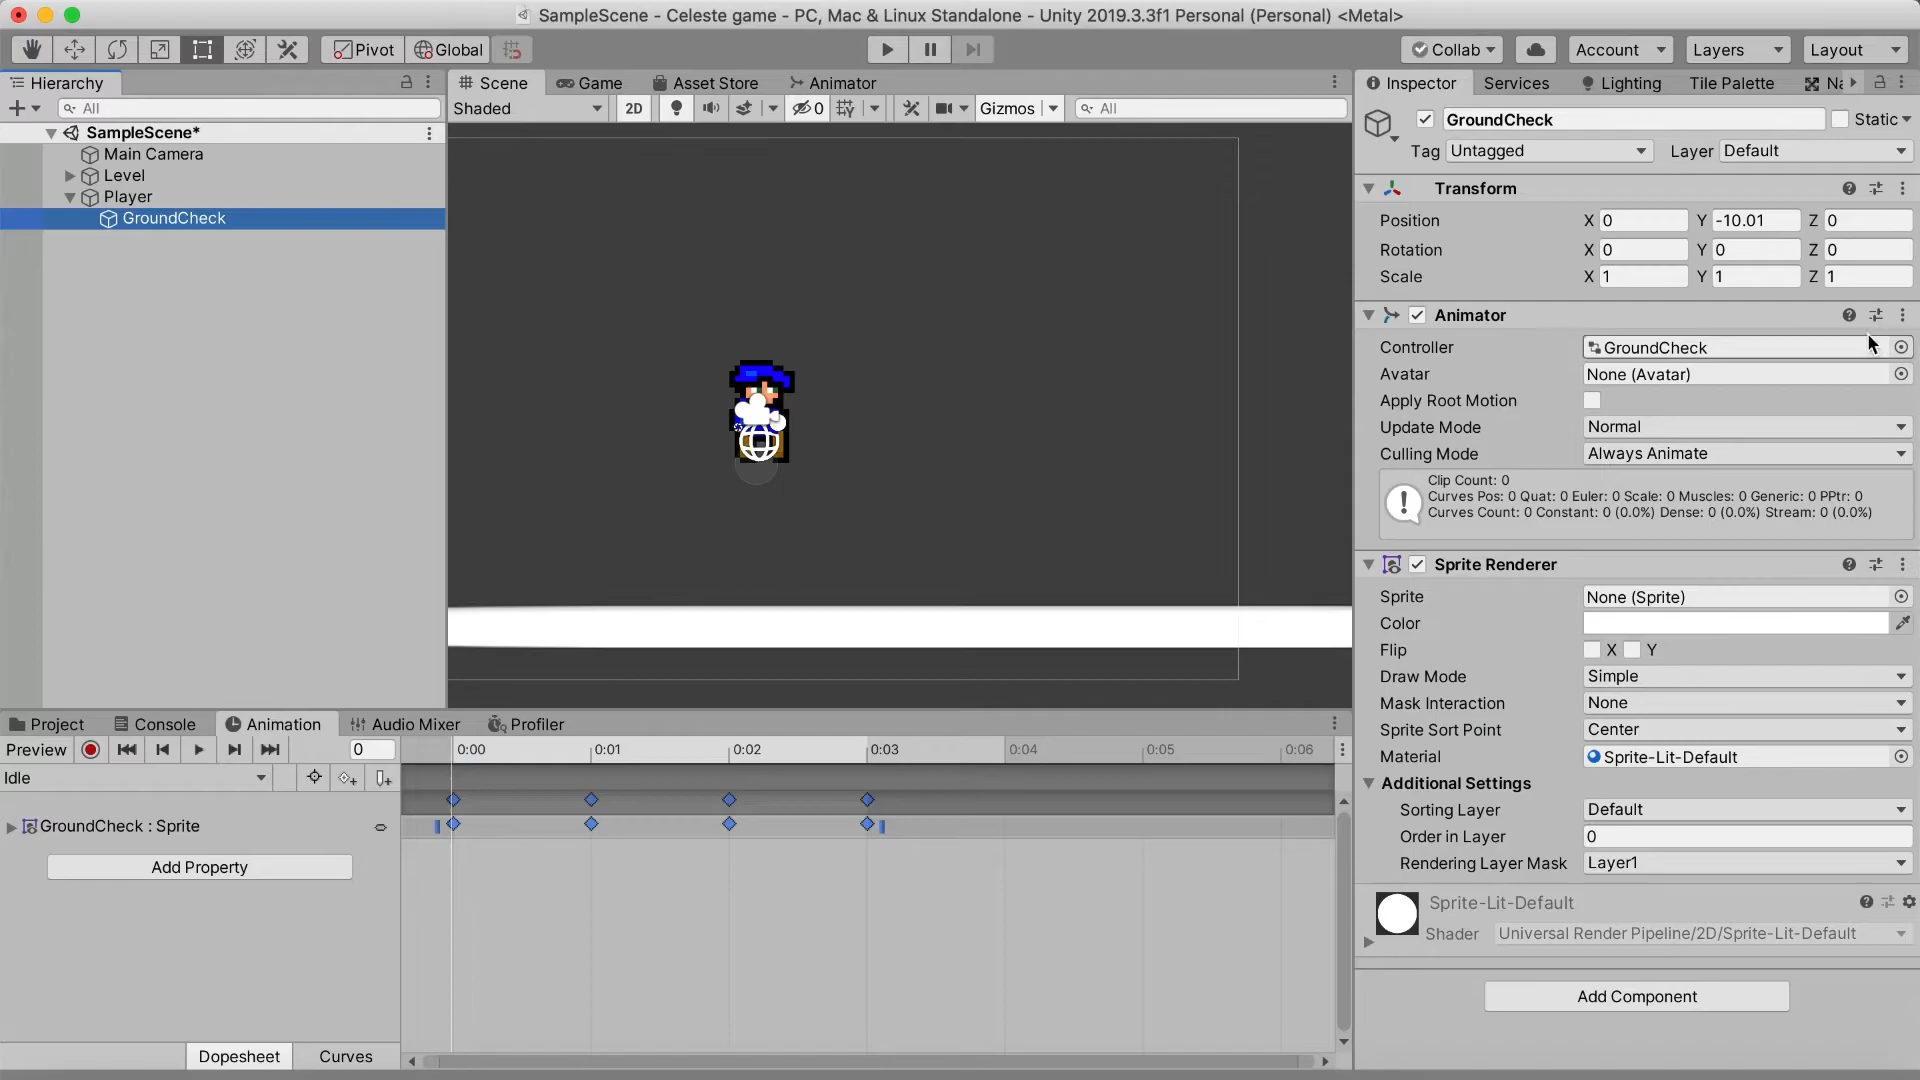 SampleScene - Celeste game - PC, Mac & Linux Standalone - Unity 2019.3.3f1 Personal (Personal) <Metal>
Pivot Global Collab Account Layers Layout
Hierarchy
All
SampleScene*
Main Camera
Level
Player
GroundCheck
Scene Game Asset Store Animator
Shaded 2D 0 Gizmos All
Inspector Services Lighting Tile Palette Na
GroundCheck Static
Tag Untagged Layer Default
Transform
Position X 0 Y -10.01 Z 0
Rotation X 0 Y 0 Z 0
Scale X 1 Y 1 Z 1
Animator
Controller GroundCheck
Avatar None (Avatar)
Apply Root Motion
Update Mode Normal
Culling Mode Always Animate
Clip Count: 0
Curves Pos: 0 Quat: 0 Euler: 0 Scale: 0 Muscles: 0 Generic: 0 PPtr: 0
Curves Count: 0 Constant: 0 (0.0%) Dense: 0 (0.0%) Stream: 0 (0.0%)
Sprite Renderer
Sprite None (Sprite)
Color
Flip X Y
Draw Mode Simple
Mask Interaction None
Sprite Sort Point Center
Material Sprite-Lit-Default
Additional Settings
Sorting Layer Default
Order in Layer 0
Rendering Layer Mask Layer1
Sprite-Lit-Default
Shader Universal Render Pipeline/2D/Sprite-Lit-Default
Add Component
Project Console Animation Audio Mixer Profiler
Preview 0 0:00 0:01 0:02 0:03 0:04 0:05 0:06
Idle
GroundCheck : Sprite
Add Property
Dopesheet Curves